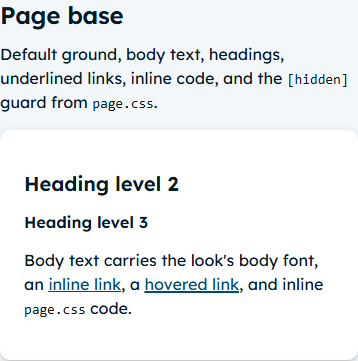 Page base
Default ground, body text, headings,
underlined links, inline code, and the [hidden]
guard from page.css.
Heading level 2
Heading level 3
Body text carries the look's body font,
an inline link, a hovered link, and inline
page.css code.